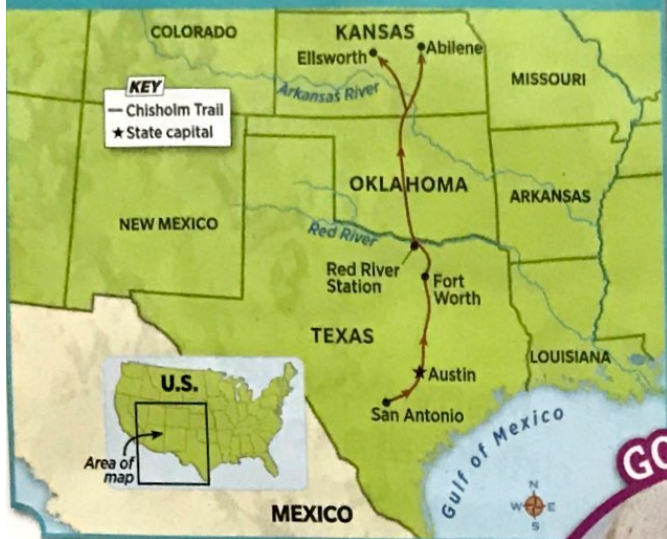 COLORADO
KANSAS
Ellsworth
Abilene
Arkansas River
MISSOURI
KEY
Chisholm Trail
State capital
OKLAHOMA
ARKANSAS
NEW MEXICO
Red River
Red River
Station
Fort
Worth
TEXAS
LOUISIANA
Austin
San Antonio
U.S.
Area of
map
Gulf of Mexico
GO
N
W E
S
MEXICO